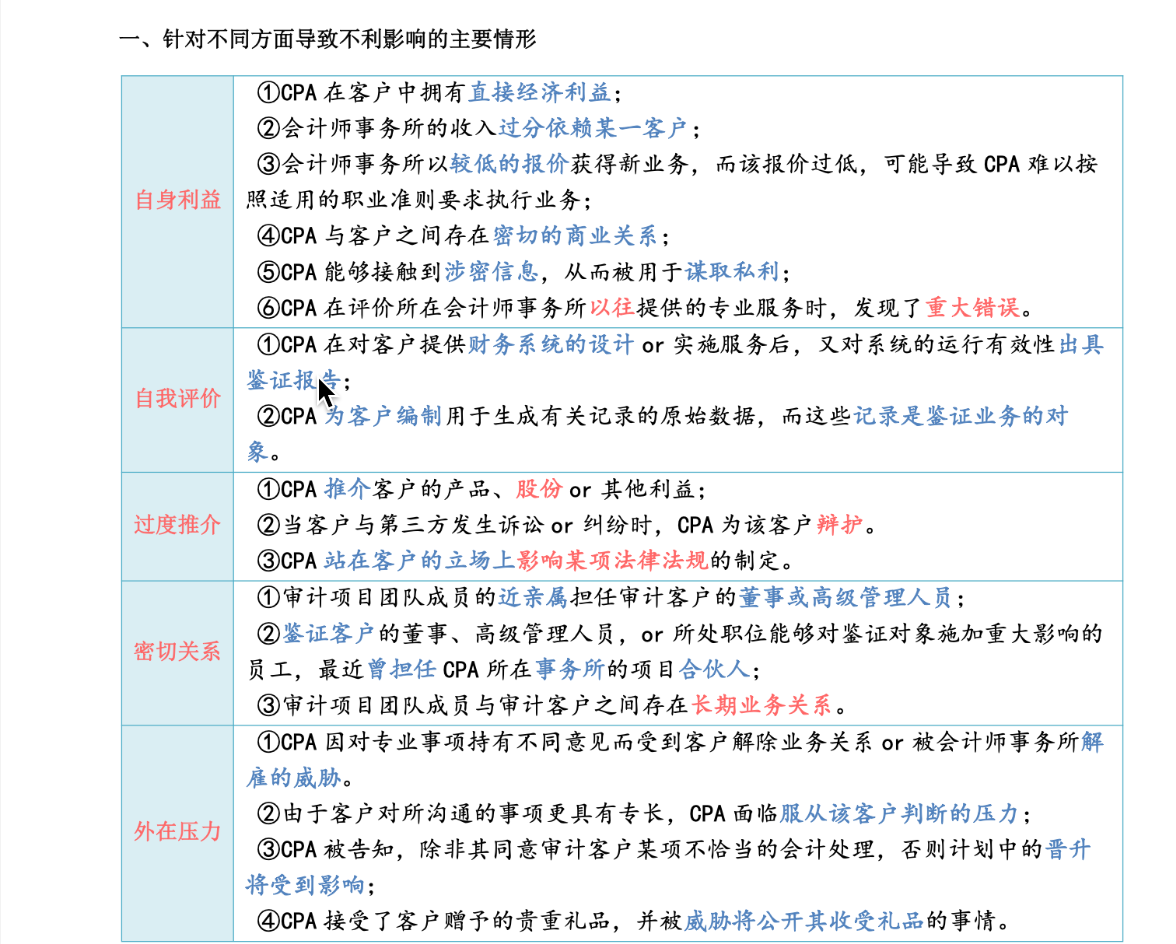 一、针对不同方面导致不利影响的主要情形
自身利益
①CPA 在客户中拥有直接经济利益；
②会计师事务所的收入过分依赖某一客户；
③会计师事务所以较低的报价获得新业务，而该报价过低，可能导致 CPA 难以按
照适用的职业准则要求执行业务；
④CPA 与客户之间存在密切的商业关系；
⑤CPA 能够接触到涉密信息，从而被用于谋取私利；
⑥CPA 在评价所在会计师事务所以往提供的专业服务时，发现了重大错误。
自我评价
①CPA 在对客户提供财务系统的设计 or 实施服务后，又对系统的运行有效性出具
鉴证报告；
②CPA 为客户编制用于生成有关记录的原始数据，而这些记录是鉴证业务的对
象。
过度推介
①CPA 推介客户的产品、股份 or 其他利益；
②当客户与第三方发生诉讼 or 纠纷时，CPA 为该客户辩护。
③CPA 站在客户的立场上影响某项法律法规的制定。
密切关系
①审计项目团队成员的近亲属担任审计客户的董事或高级管理人员；
②鉴证客户的董事、高级管理人员，or 所处职位能够对鉴证对象施加重大影响的
员工，最近曾担任 CPA 所在事务所的项目合伙人；
③审计项目团队成员与审计客户之间存在长期业务关系。
外在压力
①CPA 因对专业事项持有不同意见而受到客户解除业务关系 or 被会计师事务所解
雇的威胁。
②由于客户对所沟通的事项更具有专长，CPA 面临服从该客户判断的压力；
③CPA 被告知，除非其同意审计客户某项不恰当的会计处理，否则计划中的晋升
将受到影响；
④CPA 接受了客户赠予的贵重礼品，并被威胁将公开其收受礼品的事情。